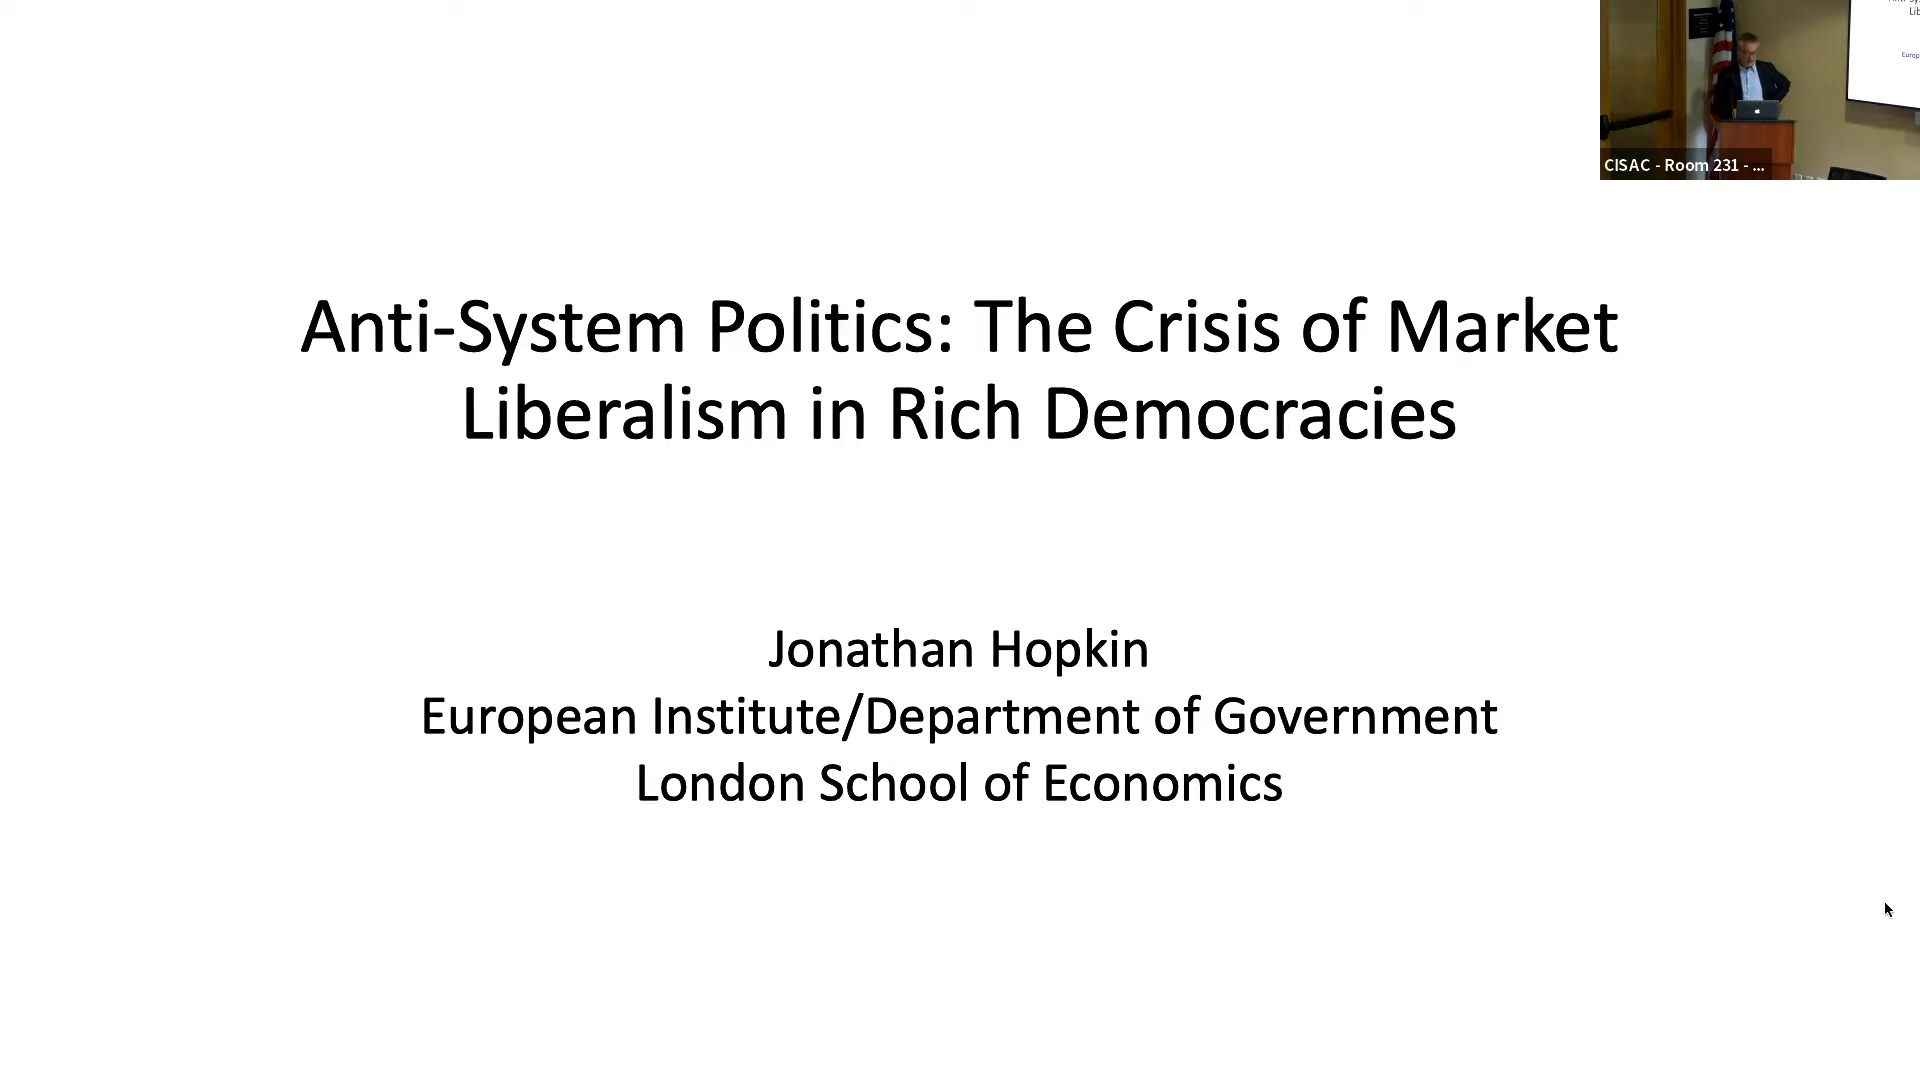 Anti-System Politics: The Crisis of Market
Liberalism in Rich Democracies
Jonathan Hopkin
European Institute/Department of Government
London School of Economics
CISAC - Room 231 - ...